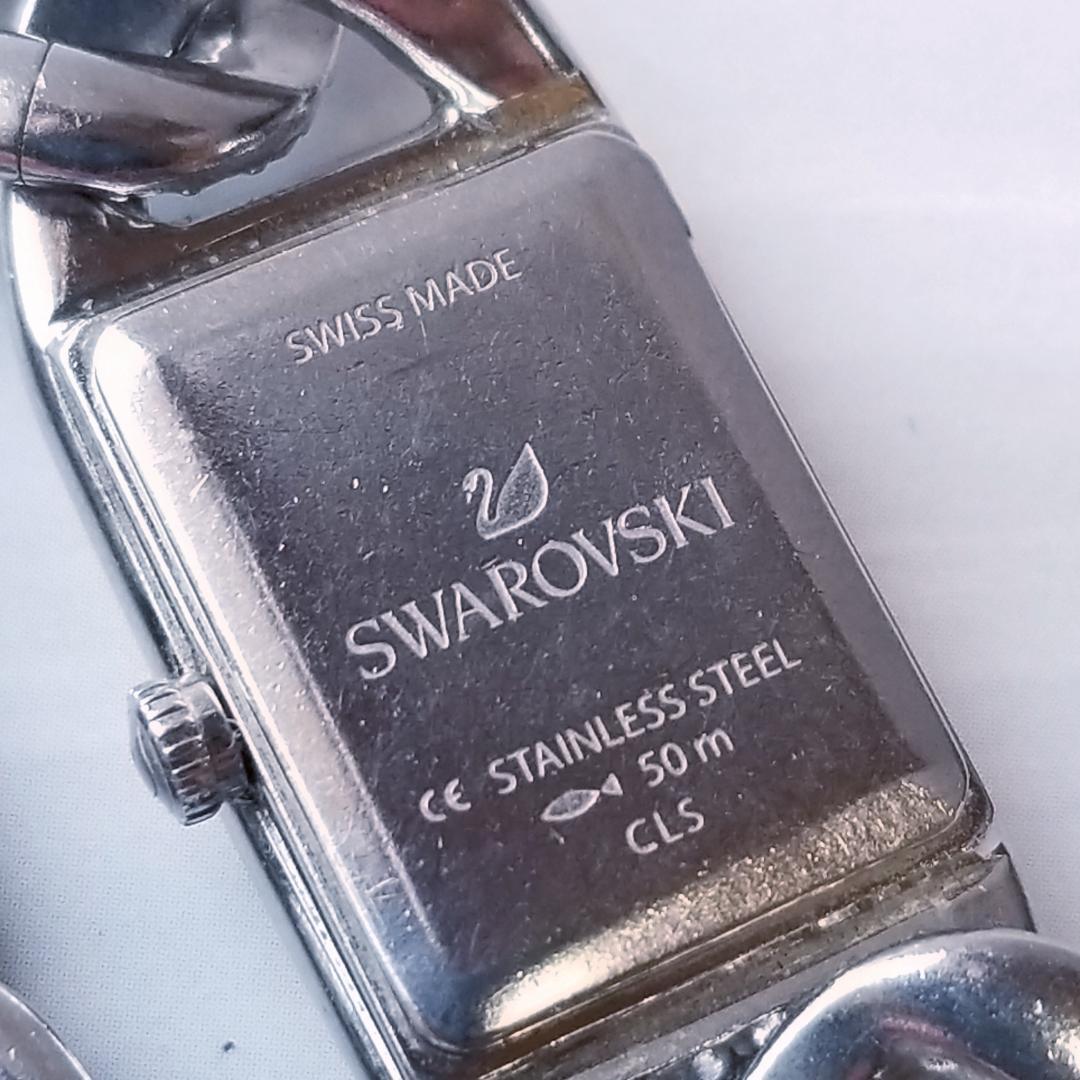 SWISS MADE
SWAROVSKI
CE STAINLESS STEEL
50 m
CLS